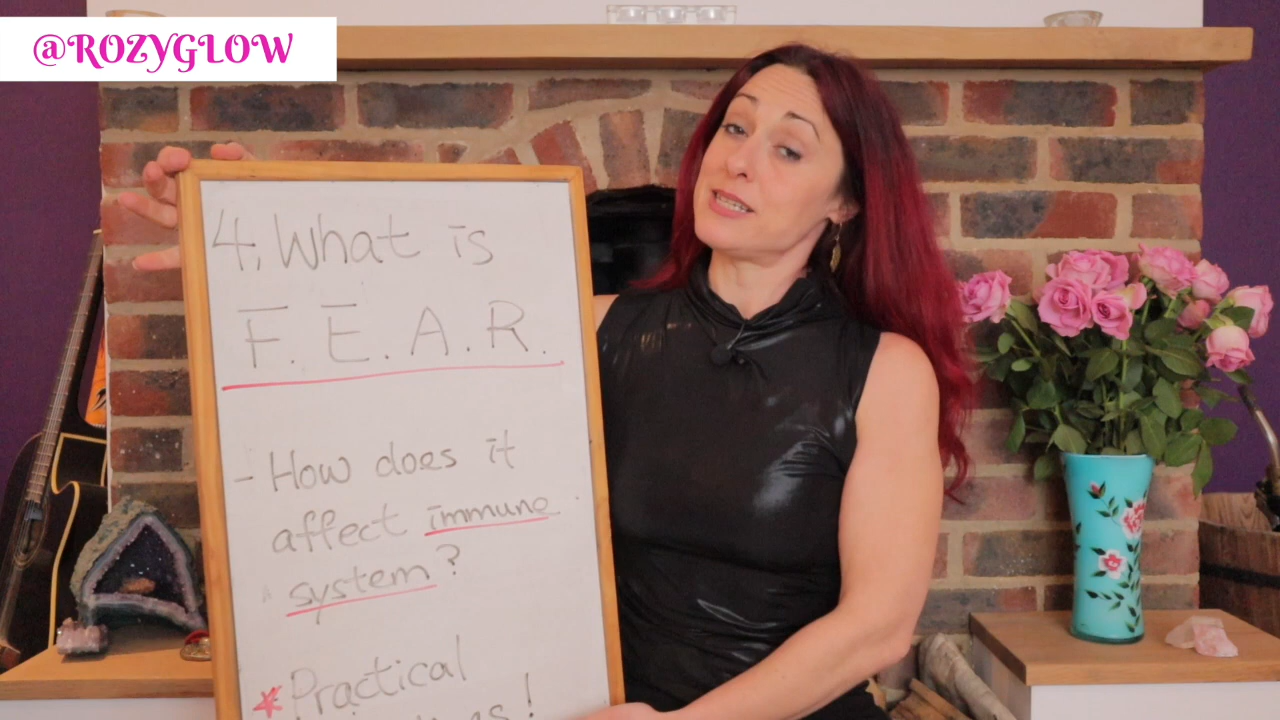 @ROZYGLOW
4, What is
F.E.A.R.
- How does it
affect immune
system?
* Practical